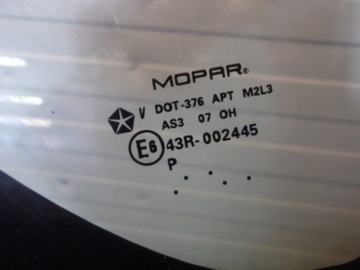 MOPAR®
V DOT-376 APT M2L3
AS3 07 OH
E6 43R-002445
P